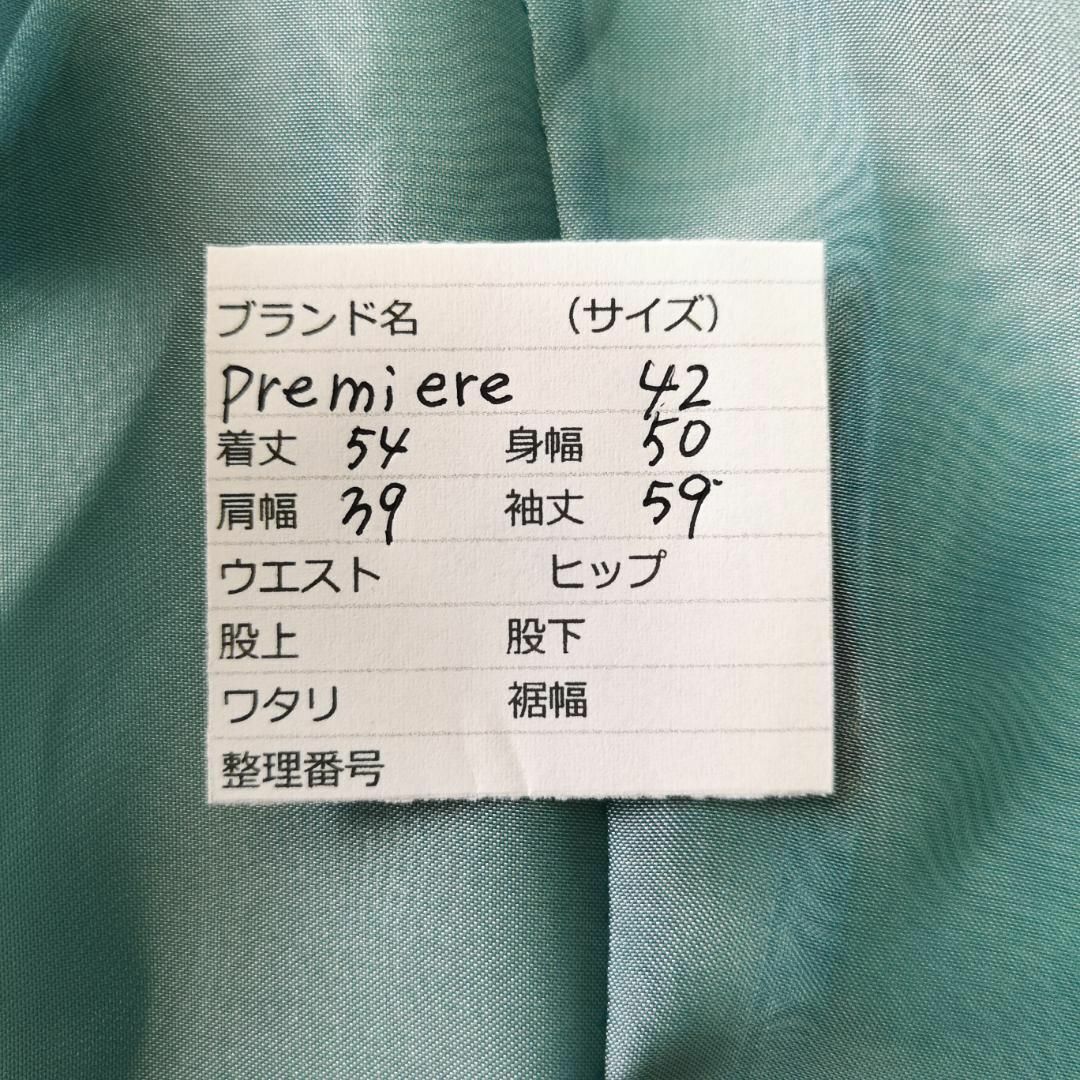 ブランド名 （サイズ）
premiere 42
着丈 54 身幅 50
肩幅 39 袖丈 59
ウエスト ヒップ
股上 股下
ワタリ 裾幅
整理番号